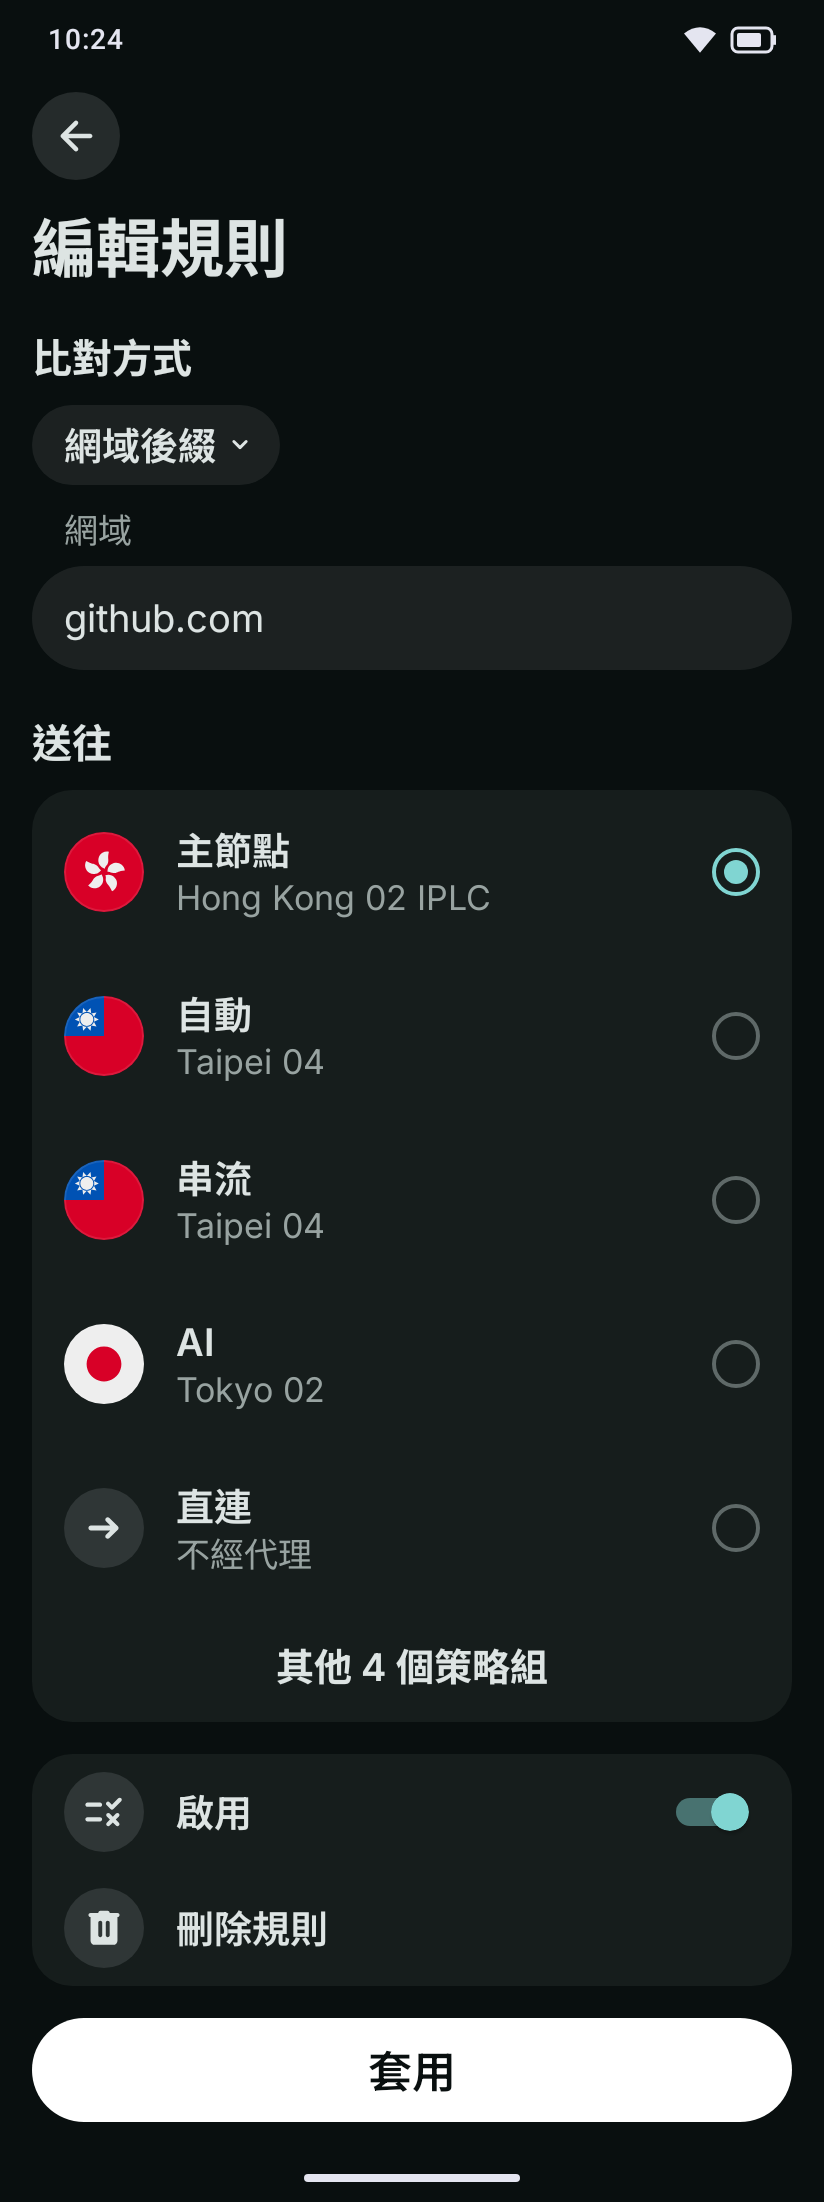 10:24
編輯規則
比對方式
網域後綴
網域
github.com
送往
主節點
Hong Kong 02 IPLC
自動
Taipei 04
串流
Taipei 04
AI
Tokyo 02
直連
不經代理
其他 4 個策略組
啟用
刪除規則
套用